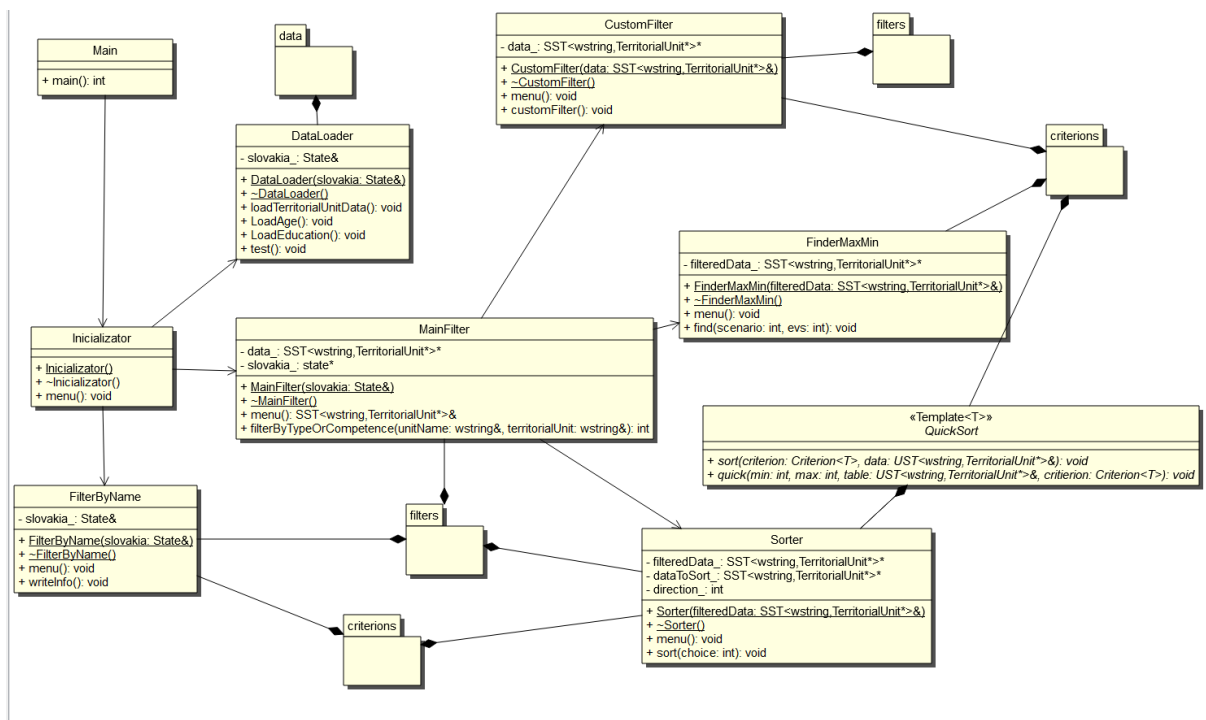 Main
+ main(): int
data
DataLoader
- slovakia_: State&
+ DataLoader(slovakia: State&)
+ ~DataLoader()
+ loadTerritorialUnitData(): void
+ LoadAge(): void
+ LoadEducation(): void
+ test(): void
CustomFilter
- data_: SST<wstring,TerritorialUnit*>*
+ CustomFilter(data: SST<wstring,TerritorialUnit*>&)
+ ~CustomFilter()
+ menu(): void
+ customFilter(): void
filters
criterions
FinderMaxMin
- filteredData_: SST<wstring,TerritorialUnit*>*
+ FinderMaxMin(filteredData: SST<wstring,TerritorialUnit*>&)
+ ~FinderMaxMin()
+ menu(): void
+ find(scenario: int, evs: int): void
Inicializator
+ Inicializator()
+ ~Inicializator()
+ menu(): void
MainFilter
- data_: SST<wstring,TerritorialUnit*>*
- slovakia_: state*
+ MainFilter(slovakia: State&)
+ ~MainFilter()
+ menu(): SST<wstring,TerritorialUnit*>&
+ filterByTypeOrCompetence(unitName: wstring&, territorialUnit: wstring&): int
«Template<T>»
QuickSort
+ sort(criterion: Criterion<T>, data: UST<wstring,TerritorialUnit*>&): void
+ quick(min: int, max: int, table: UST<wstring,TerritorialUnit*>&, critierion: Criterion<T>): void
FilterByName
- slovakia_: State&
+ FilterByName(slovakia: State&)
+ ~FilterByName()
+ menu(): void
+ writeInfo(): void
filters
criterions
Sorter
- filteredData_: SST<wstring,TerritorialUnit*>*
- dataToSort_: SST<wstring,TerritorialUnit*>*
- direction_: int
+ Sorter(filteredData: SST<wstring,TerritorialUnit*>&)
+ ~Sorter()
+ menu(): void
+ sort(choice: int): void